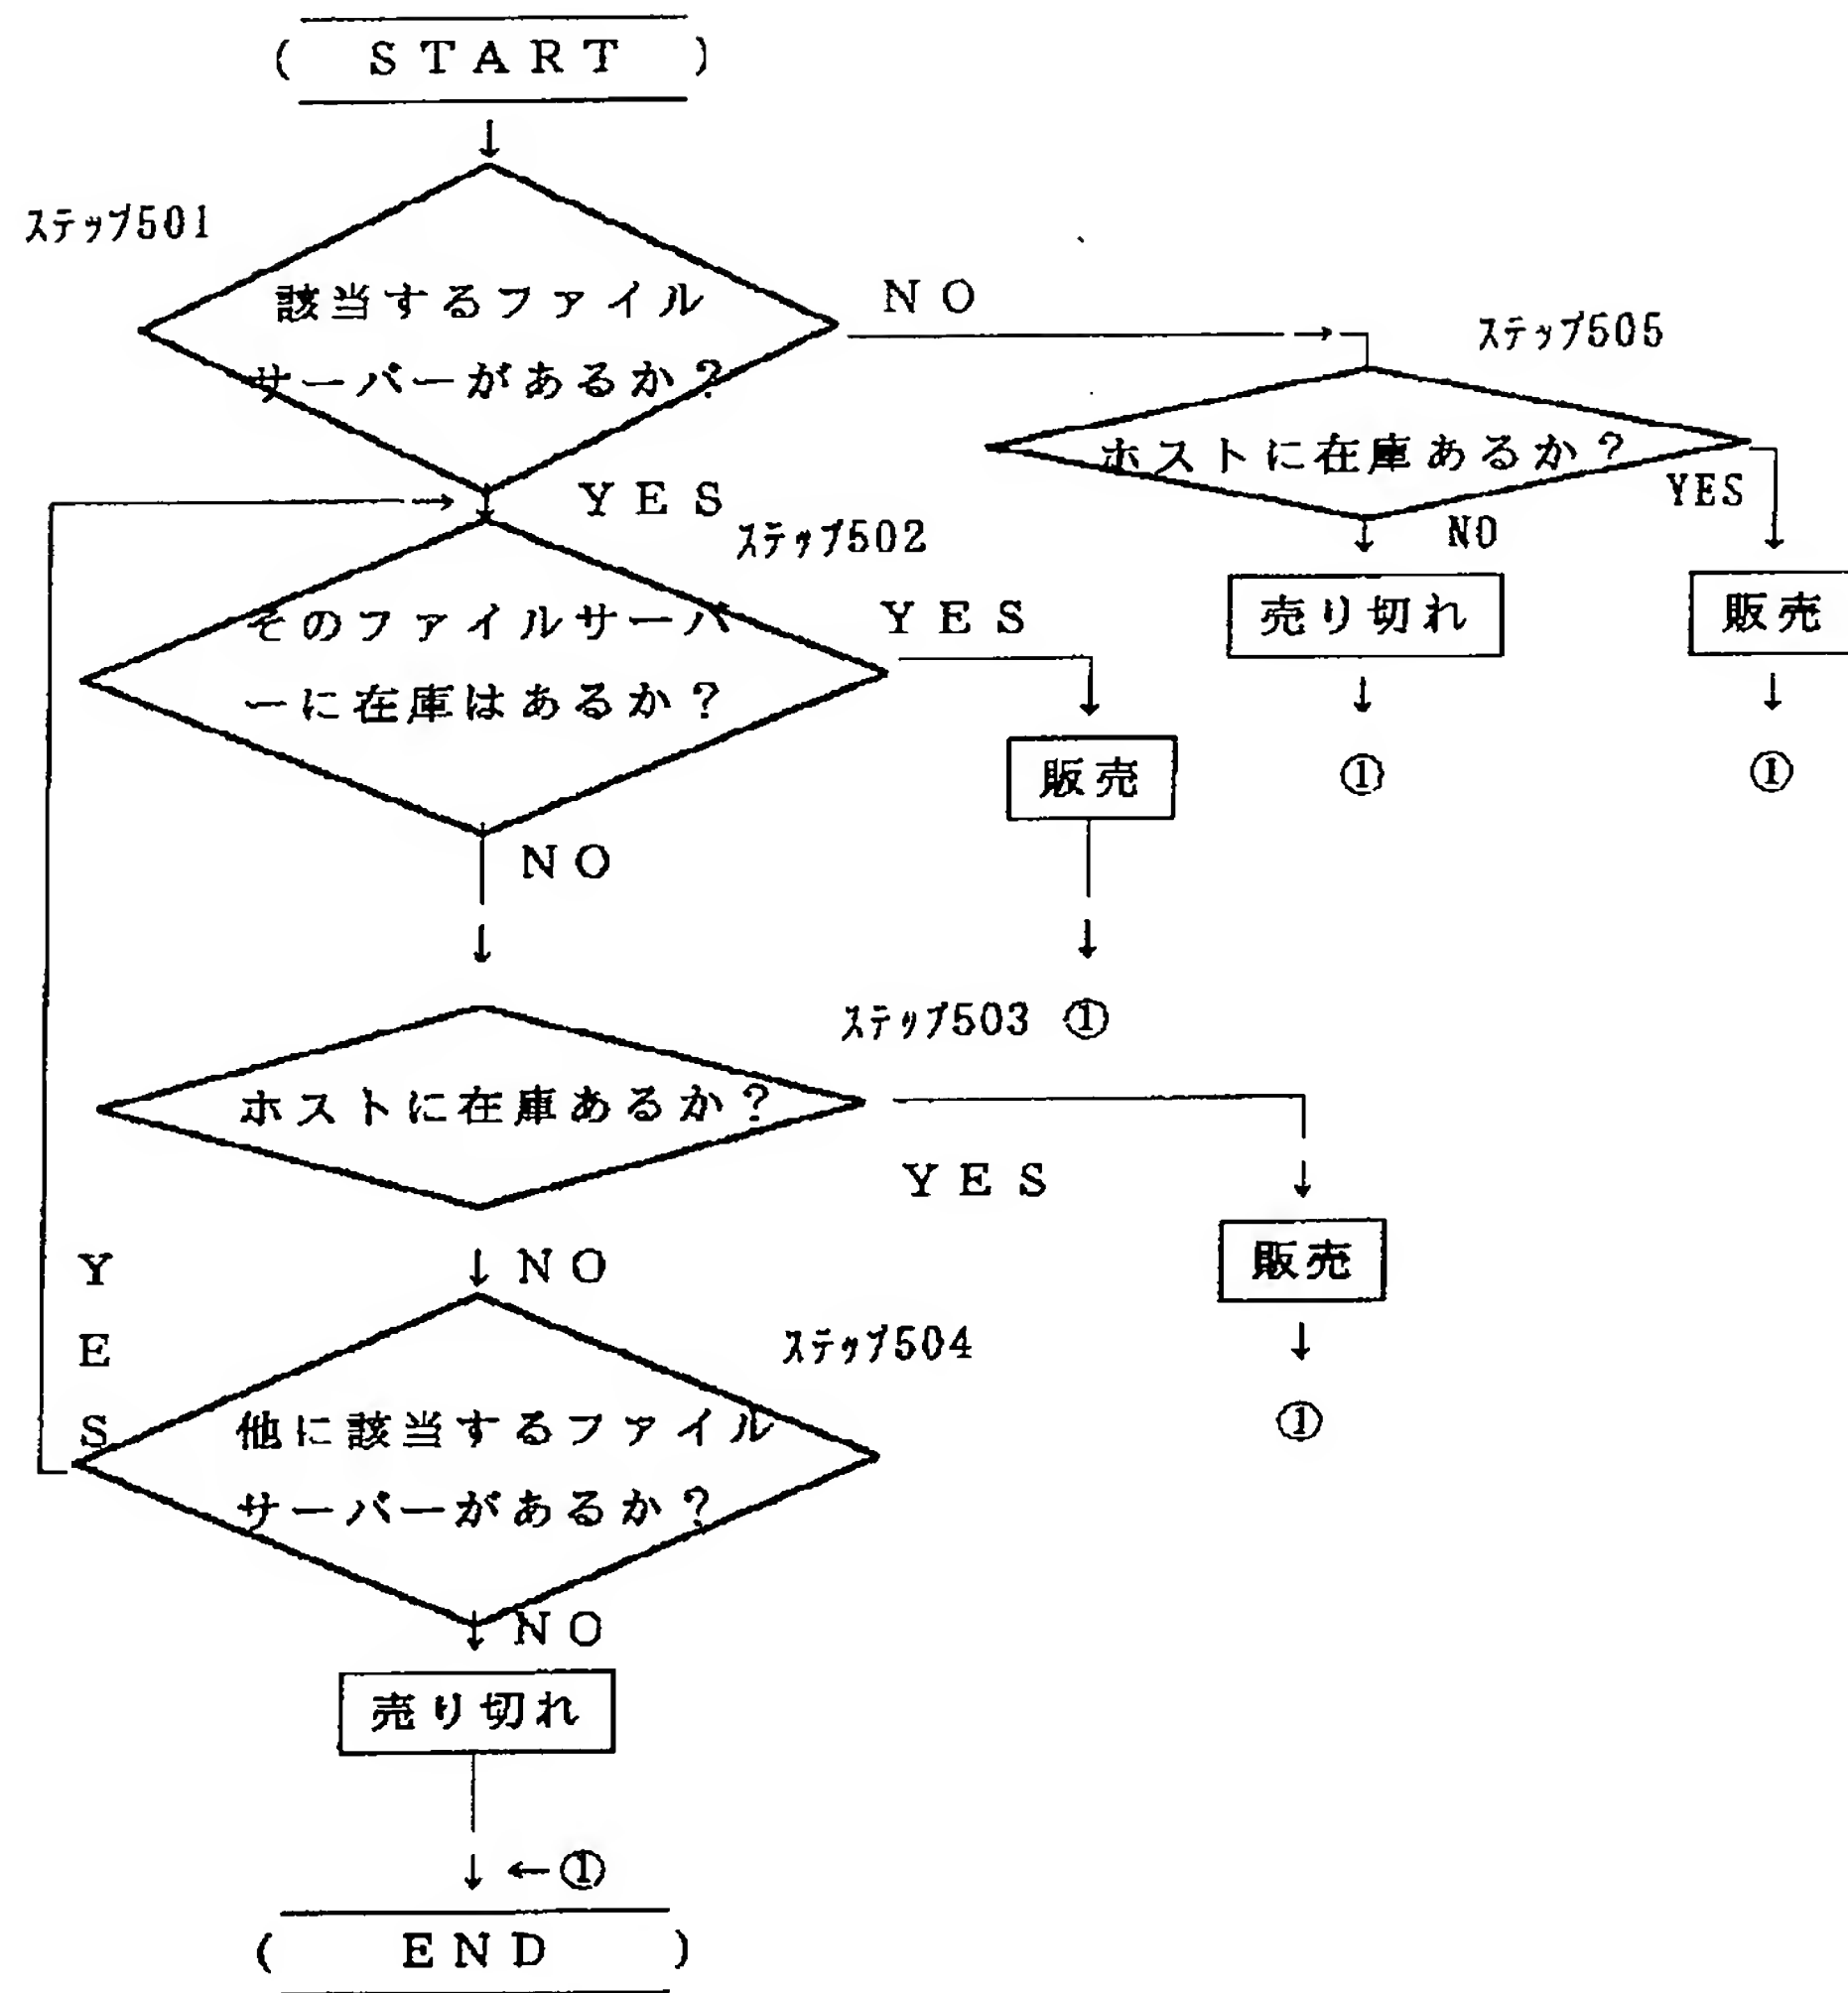 ( START )
ステップ501
該当するファイル
サーバーがあるか?
NO
ステップ505
ホストに在庫あるか?
YES
NO
売り切れ
①
販売
①
YES
ステップ502
そのファイルサーバ
ーに在庫はあるか?
YES
販売
①
NO
ステップ503
ホストに在庫あるか?
YES
販売
①
NO
ステップ504
他に該当するファイル
サーバーがあるか?
YES
NO
売り切れ
↓ ←①
( END )